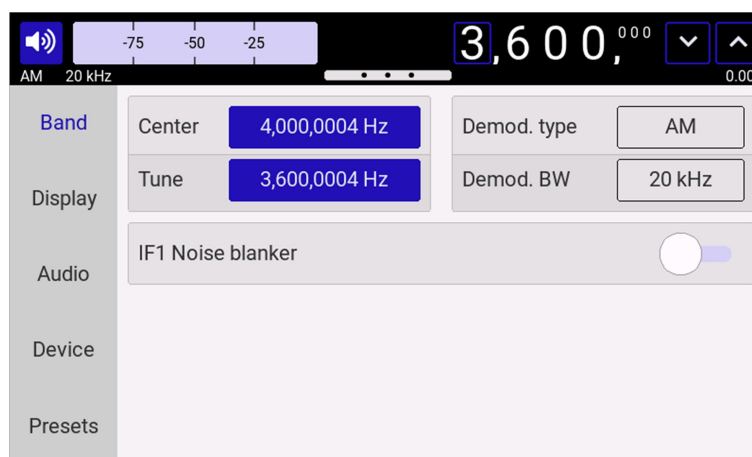 -75 -50 -25
3,600,000
AM 20 kHz
0.00
Band
Center 4,000,0004 Hz
Demod. type AM
Tune 3,600,0004 Hz
Demod. BW 20 kHz
Display
IF1 Noise blanker
Audio
Device
Presets